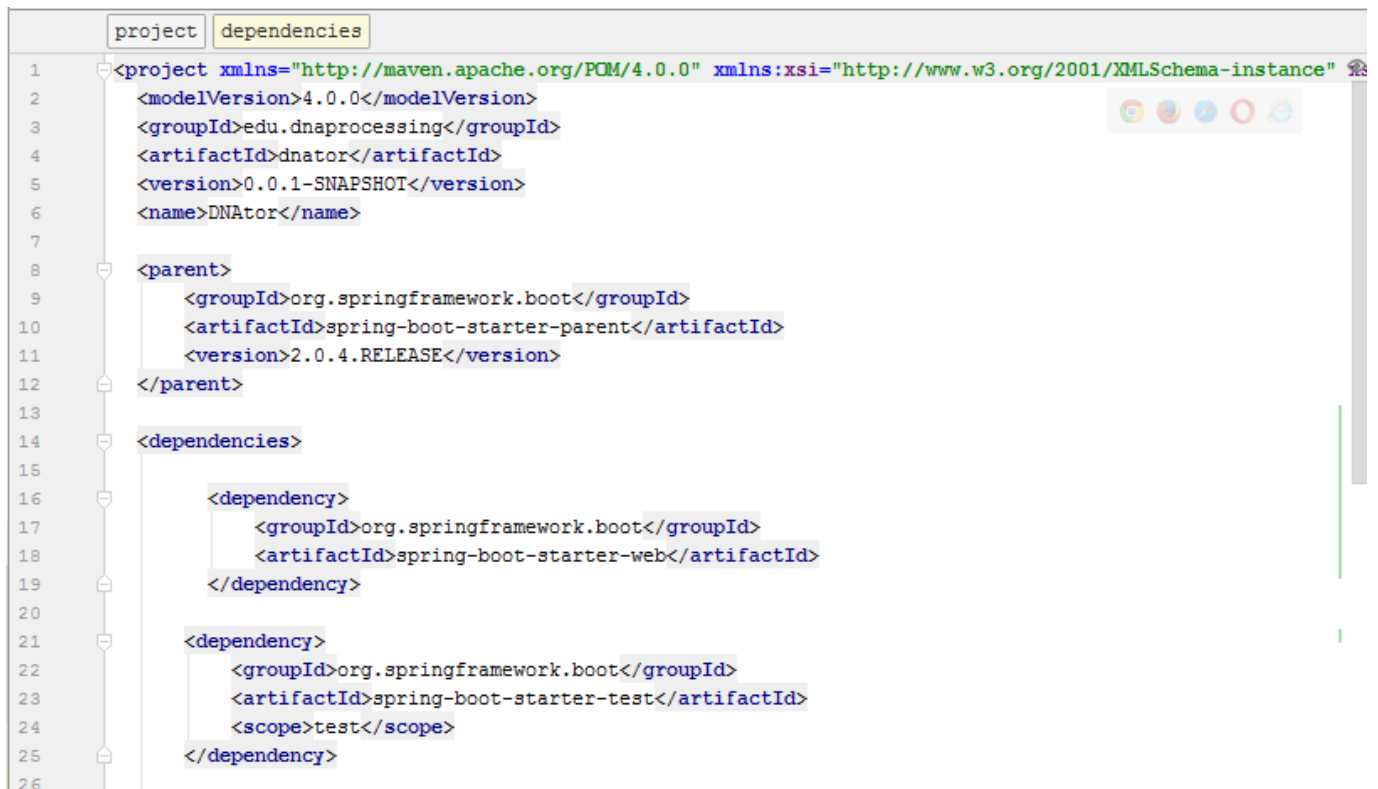 project dependencies
1 <project xmlns="http://maven.apache.org/POM/4.0.0" xmlns:xsi="http://www.w3.org/2001/XMLSchema-instance"
2 <modelVersion>4.0.0</modelVersion>
3 <groupId>edu.dnaprocessing</groupId>
4 <artifactId>dnator</artifactId>
5 <version>0.0.1-SNAPSHOT</version>
6 <name>DNAtor</name>
7
8 <parent>
9 <groupId>org.springframework.boot</groupId>
10 <artifactId>spring-boot-starter-parent</artifactId>
11 <version>2.0.4.RELEASE</version>
12 </parent>
13
14 <dependencies>
15
16 <dependency>
17 <groupId>org.springframework.boot</groupId>
18 <artifactId>spring-boot-starter-web</artifactId>
19 </dependency>
20
21 <dependency>
22 <groupId>org.springframework.boot</groupId>
23 <artifactId>spring-boot-starter-test</artifactId>
24 <scope>test</scope>
25 </dependency>
26